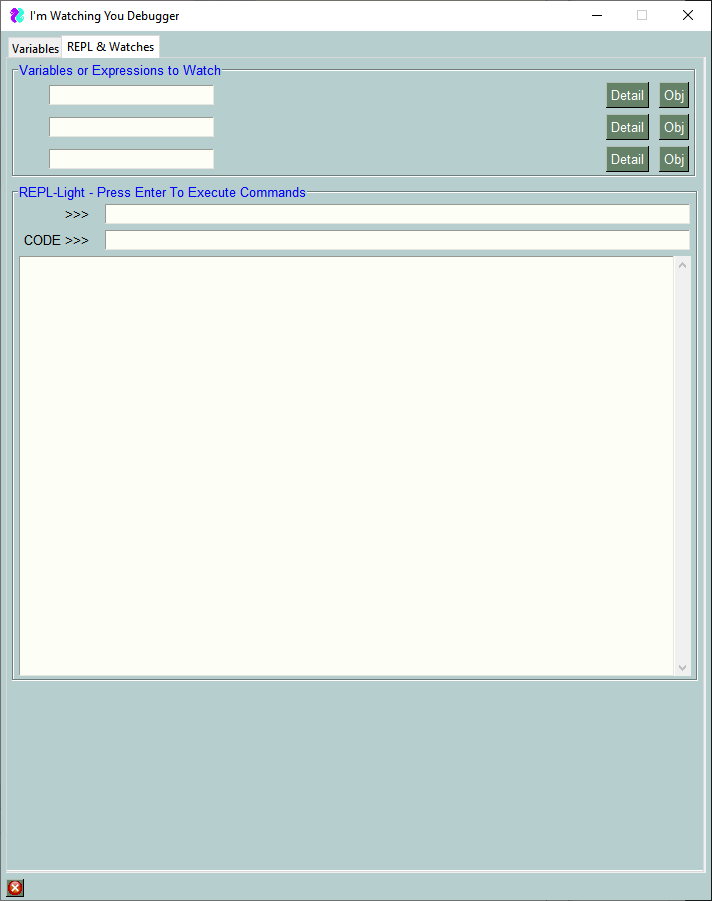 I'm Watching You Debugger
Variables REPL & Watches
Variables or Expressions to Watch
Detail Obj
Detail Obj
Detail Obj
REPL-Light - Press Enter To Execute Commands
>>>
CODE >>>